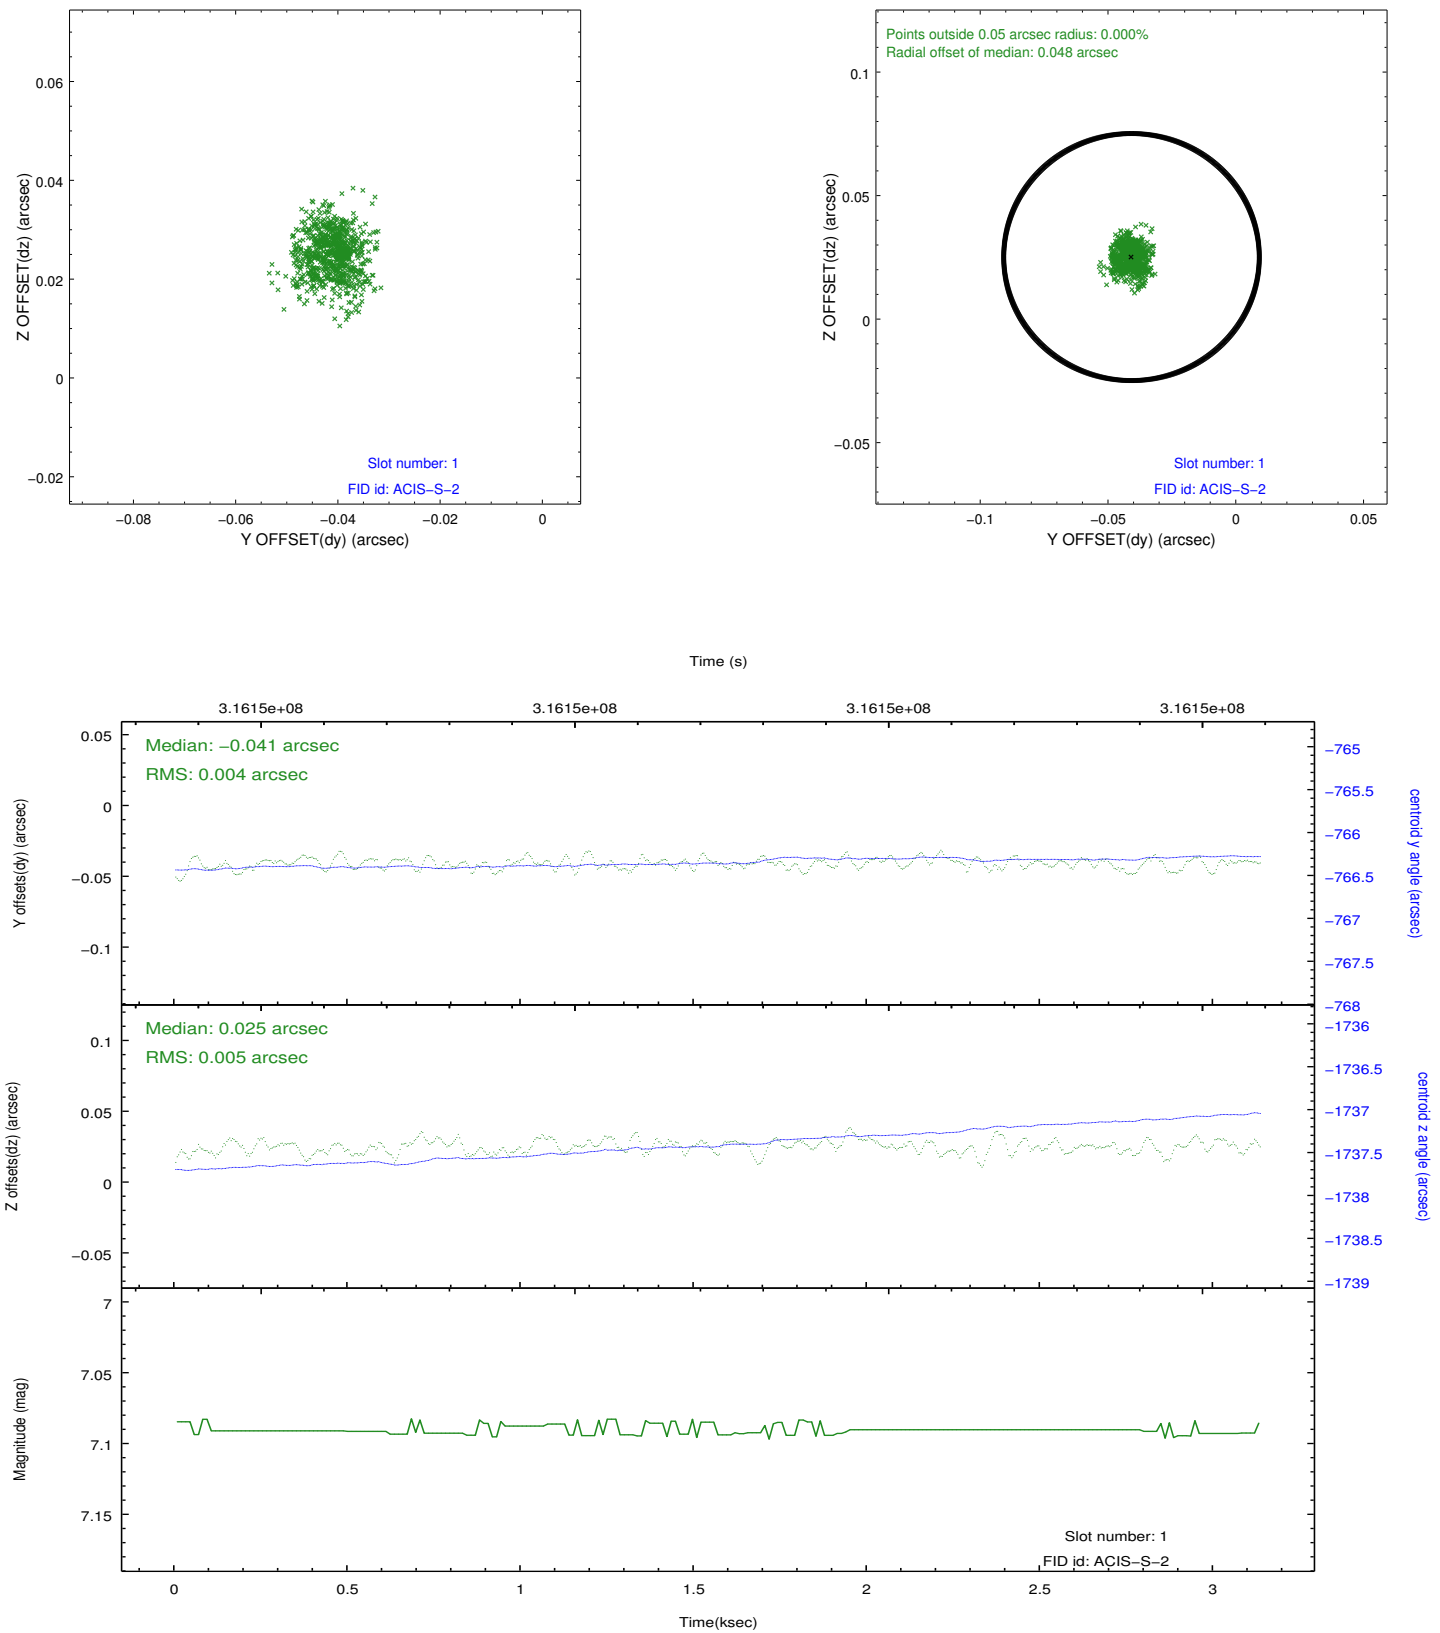 0.06
0.04
0.02
0
−0.02
Z OFFSET(dz) (arcsec)
Slot number: 1
FID id: ACIS−S−2
−0.08 −0.06 −0.04 −0.02 0
Y OFFSET(dy) (arcsec)
Points outside 0.05 arcsec radius: 0.000%
Radial offset of median: 0.048 arcsec
0.1
0.05
0
−0.05
Z OFFSET(dz) (arcsec)
Slot number: 1
FID id: ACIS−S−2
−0.1 −0.05 0 0.05
Y OFFSET(dy) (arcsec)
Time (s)
3.1615e+08 3.1615e+08 3.1615e+08 3.1615e+08
Median: −0.041 arcsec
RMS: 0.004 arcsec
0.05
0
−0.05
−0.1
Y offsets(dy) (arcsec)
−765
−765.5
−766
−766.5
−767
−767.5
−768
centroid y angle (arcsec)
Median: 0.025 arcsec
RMS: 0.005 arcsec
0.1
0.05
0
−0.05
Z offsets(dz) (arcsec)
−1736
−1736.5
−1737
−1737.5
−1738
−1738.5
−1739
centroid z angle (arcsec)
7
7.05
7.1
7.15
Magnitude (mag)
Slot number: 1
FID id: ACIS−S−2
0 0.5 1 1.5 2 2.5 3
Time(ksec)